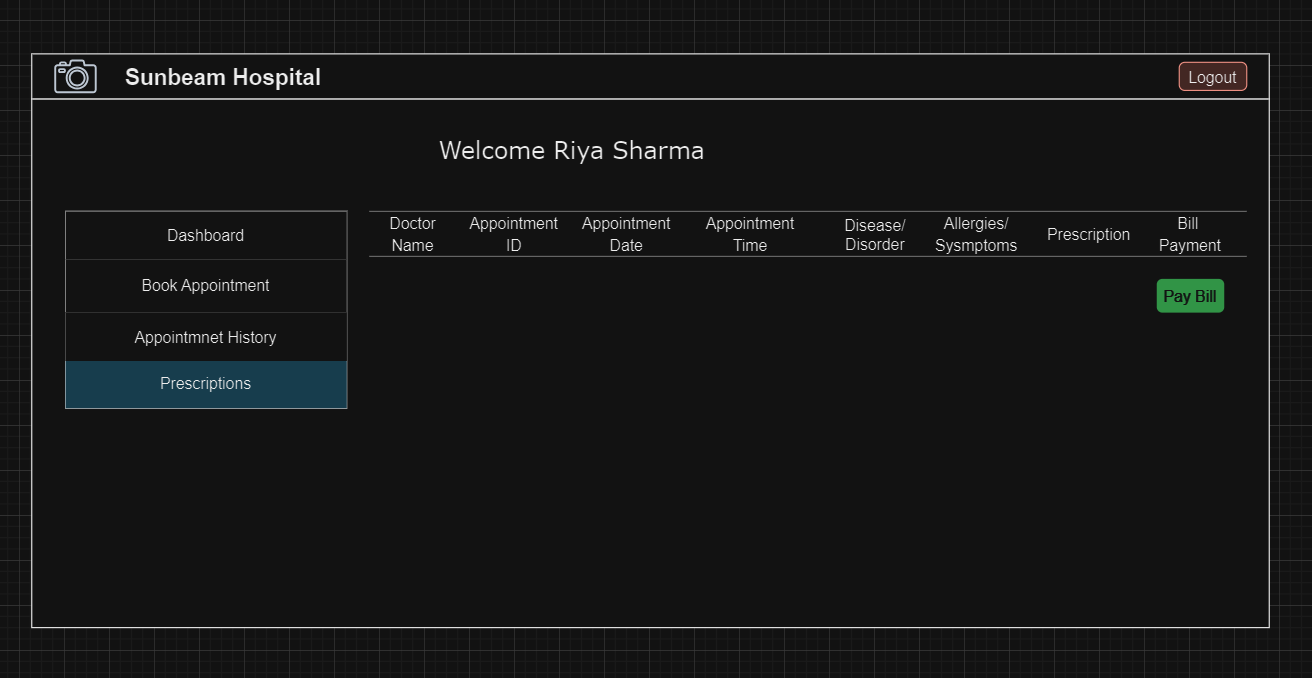 Sunbeam Hospital
Logout
Welcome Riya Sharma
Dashboard
Book Appointment
Appointmnet History
Prescriptions
Doctor
Name
Appointment
ID
Appointment
Date
Appointment
Time
Disease/
Disorder
Allergies/
Sysmptoms
Prescription
Bill
Payment
Pay Bill